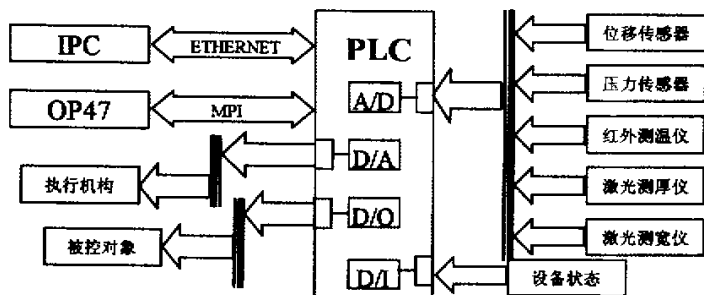 IPC
ETHERNET
PLC
位移传感器
OP47
MPI
A/D
压力传感器
红外测温仪
D/A
执行机构
激光测厚仪
D/O
被控对象
激光测宽仪
D/I
设备状态